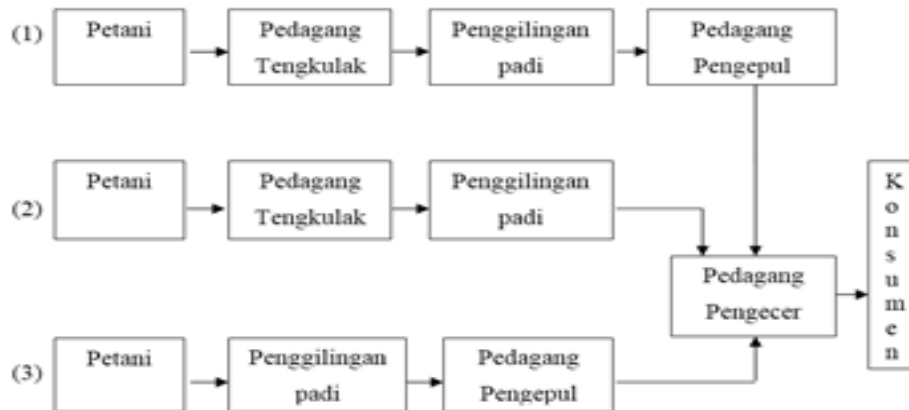 (1) Petani Pedagang Penggilingan Pedagang
Tengkulak padi Pengepul
(2) Petani Pedagang Penggilingan
Tengkulak padi
Pedagang
Pengecer
Konsumen
(3) Petani Penggilingan Pedagang
padi Pengepul